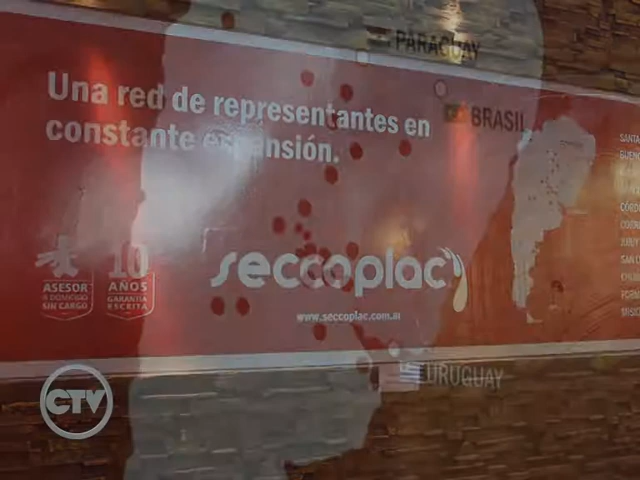 PARAGUAY
BRASIL
Una red de representantes en
constante expansión.
ASESOR
A DOMICILIO
SIN CARGO
10
AÑOS
GARANTÍA
ESCRITA
seccoplac
www.seccoplac.com.ar
URUGUAY
CTV